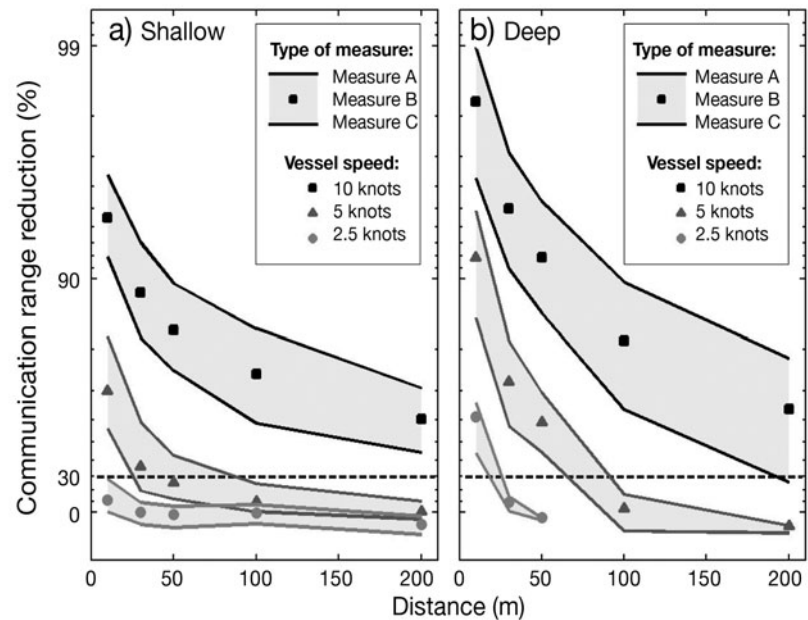 a) Shallow
Type of measure:
Measure A
Measure B
Measure C
Vessel speed:
10 knots
5 knots
2.5 knots
b) Deep
Type of measure:
Measure A
Measure B
Measure C
Vessel speed:
10 knots
5 knots
2.5 knots
Communication range reduction (%)
99
90
30
0
0 50 100 150 200
0 50 100 150 200
Distance (m)